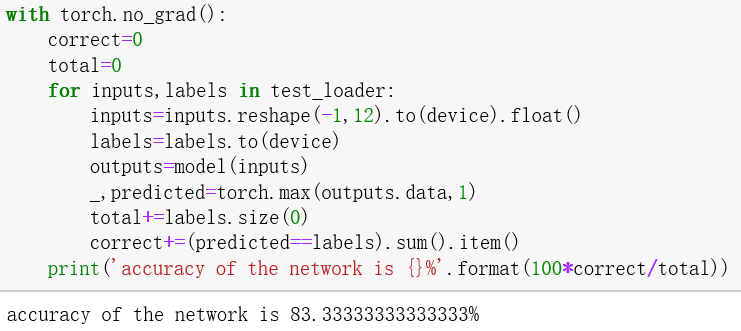 with torch.no_grad():
    correct=0
    total=0
    for inputs,labels in test_loader:
        inputs=inputs.reshape(-1,12).to(device).float()
        labels=labels.to(device)
        outputs=model(inputs)
        _,predicted=torch.max(outputs.data,1)
        total+=labels.size(0)
        correct+=(predicted==labels).sum().item()
    print('accuracy of the network is {}%'.format(100*correct/total))
accuracy of the network is 83.33333333333333%